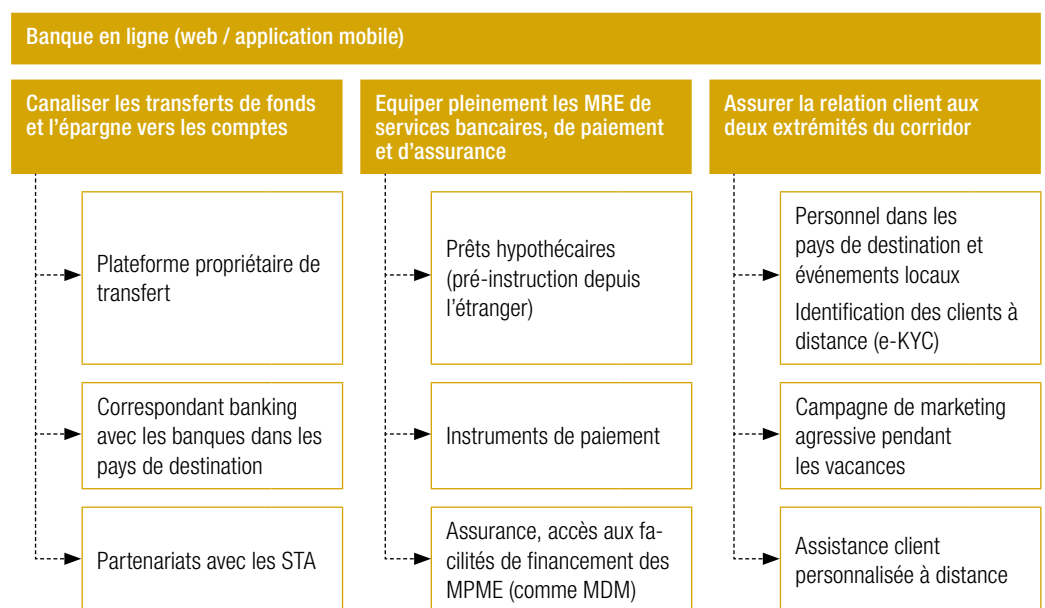 Banque en ligne (web / application mobile)
Canaliser les transferts de fonds
et l'épargne vers les comptes
Plateforme propriétaire de
transfert
Correspondant banking
avec les banques dans les
pays de destination
Partenariats avec les STA
Equiper pleinement les MRE de
services bancaires, de paiement
et d'assurance
Prêts hypothécaires
(pré-instruction depuis
l'étranger)
Instruments de paiement
Assurance, accès aux fa-
cilités de financement des
MPME (comme MDM)
Assurer la relation client aux
deux extrémités du corridor
Personnel dans les
pays de destination et
événements locaux
Identification des clients à
distance (e-KYC)
Campagne de marketing
agressive pendant
les vacances
Assistance client
personnalisée à distance